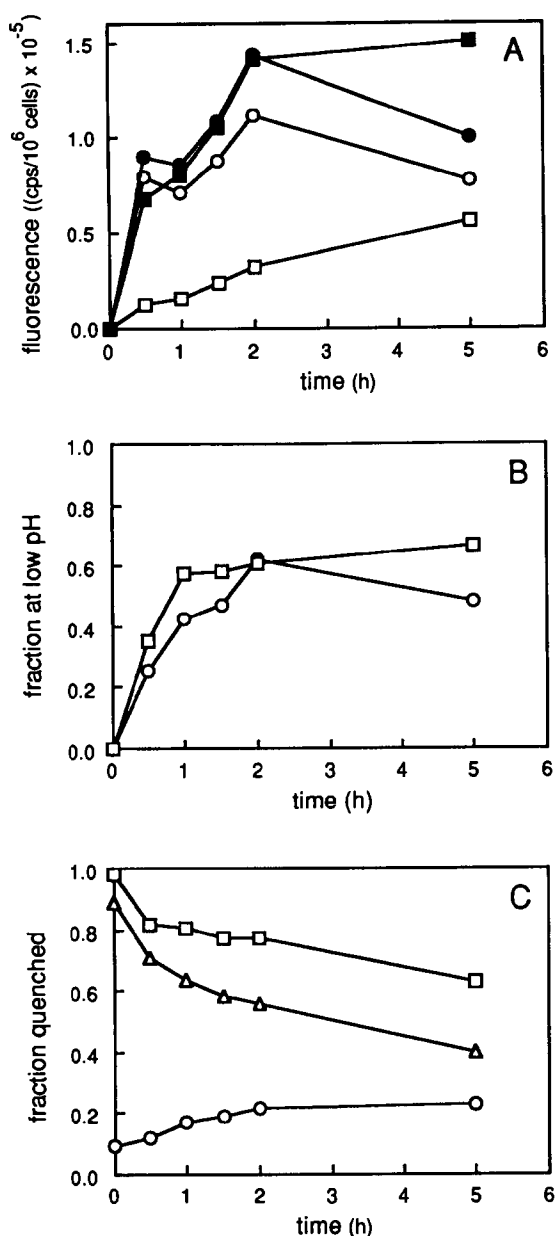 A
fluorescence ((cps/10⁶ cells) x 10⁻⁵)
1.5
1.0
0.5
0.0
0 1 2 3 4 5 6
time (h)
B
fraction at low pH
1.0
0.8
0.6
0.4
0.2
0.0
0 1 2 3 4 5 6
time (h)
C
fraction quenched
1.0
0.8
0.6
0.4
0.2
0.0
0 1 2 3 4 5 6
time (h)